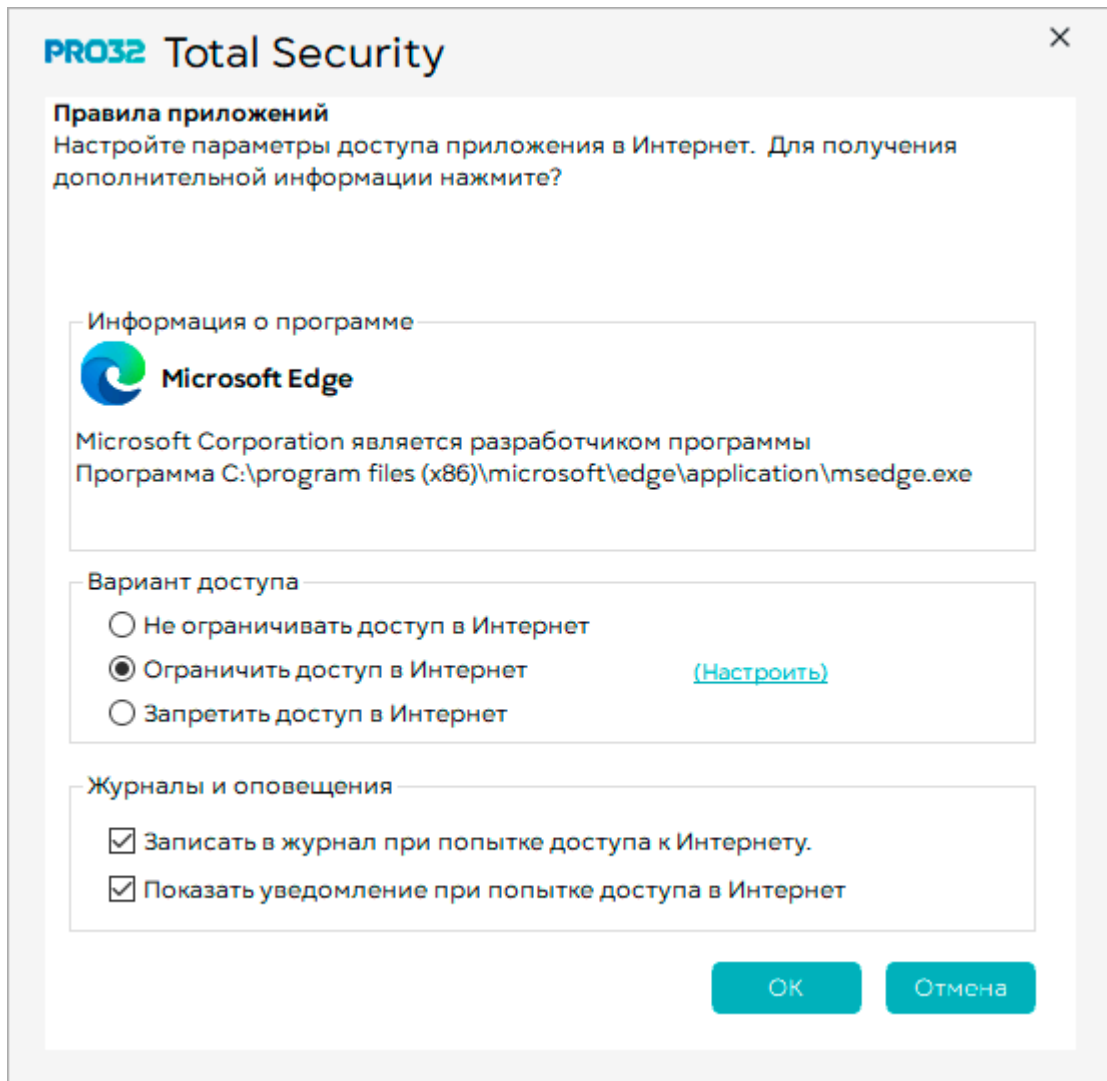 PRO32 Total Security
Правила приложений
Настройте параметры доступа приложения в Интернет.  Для получения
дополнительной информации нажмите?
Информация о программе
Microsoft Edge
Microsoft Corporation является разработчиком программы
Программа C:\program files (x86)\microsoft\edge\application\msedge.exe
Вариант доступа
Не ограничивать доступ в Интернет
Ограничить доступ в Интернет (Настроить)
Запретить доступ в Интернет
Журналы и оповещения
Записать в журнал при попытке доступа к Интернету.
Показать уведомление при попытке доступа в Интернет
ОК Отмена